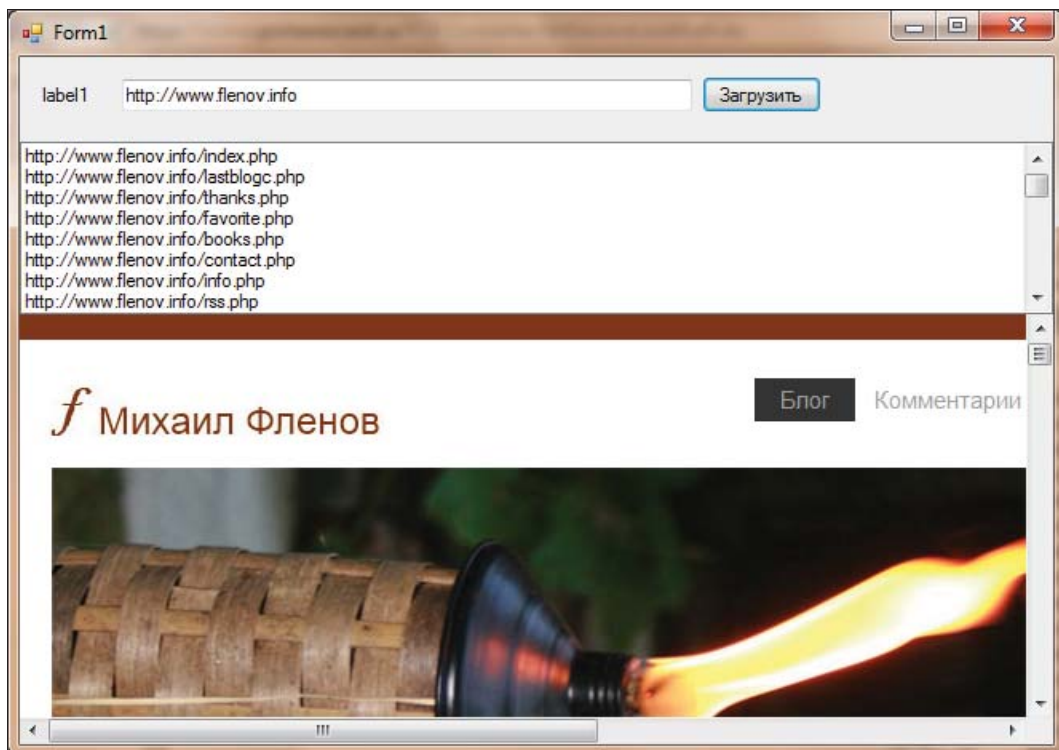 Form1
label1 http://www.flenov.info Загрузить
http://www.flenov.info/index.php
http://www.flenov.info/lastblogc.php
http://www.flenov.info/thanks.php
http://www.flenov.info/favorite.php
http://www.flenov.info/books.php
http://www.flenov.info/contact.php
http://www.flenov.info/info.php
http://www.flenov.info/rss.php
f Михаил Фленов
Блог Комментарии